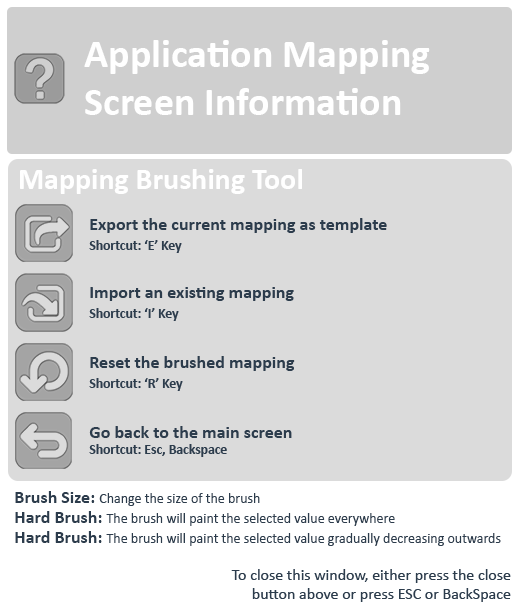 Application Mapping
Screen Information
Mapping Brushing Tool
Export the current mapping as template
Shortcut: ‘E’ Key
Import an existing mapping
Shortcut: ‘I’ Key
Reset the brushed mapping
Shortcut: ‘R’ Key
Go back to the main screen
Shortcut: Esc, Backspace
Brush Size: Change the size of the brush
Hard Brush: The brush will paint the selected value everywhere
Hard Brush: The brush will paint the selected value gradually decreasing outwards
To close this window, either press the close
button above or press ESC or BackSpace